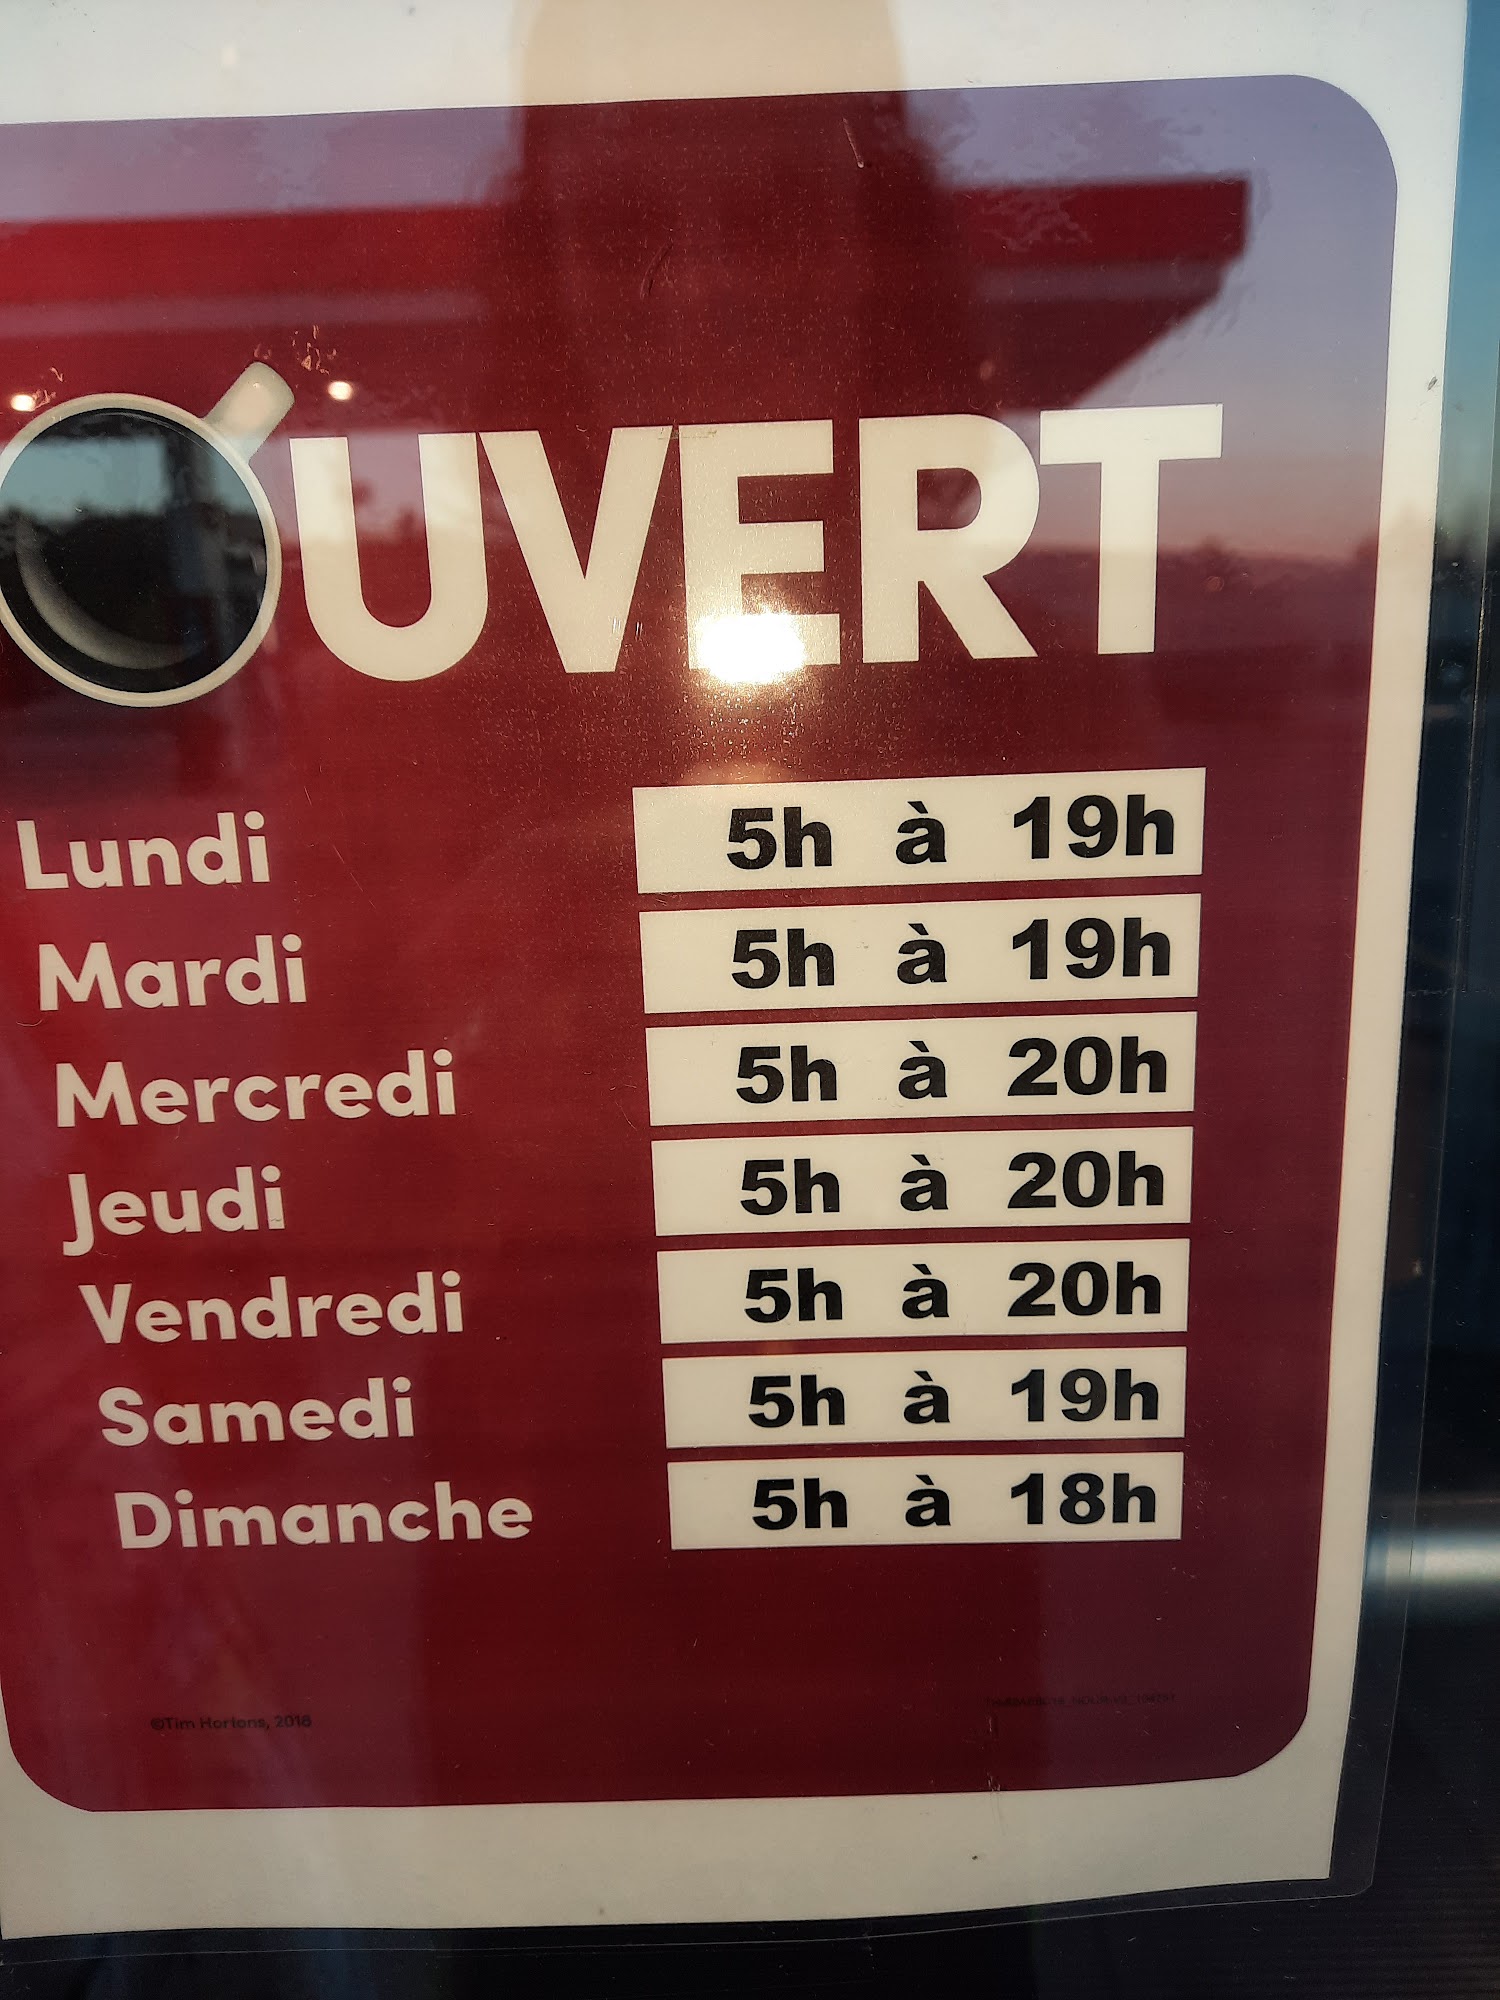 OUVERT
Lundi 5h à 19h
Mardi 5h à 19h
Mercredi 5h à 20h
Jeudi 5h à 20h
Vendredi 5h à 20h
Samedi 5h à 19h
Dimanche 5h à 18h
©Tim Hortons, 2018